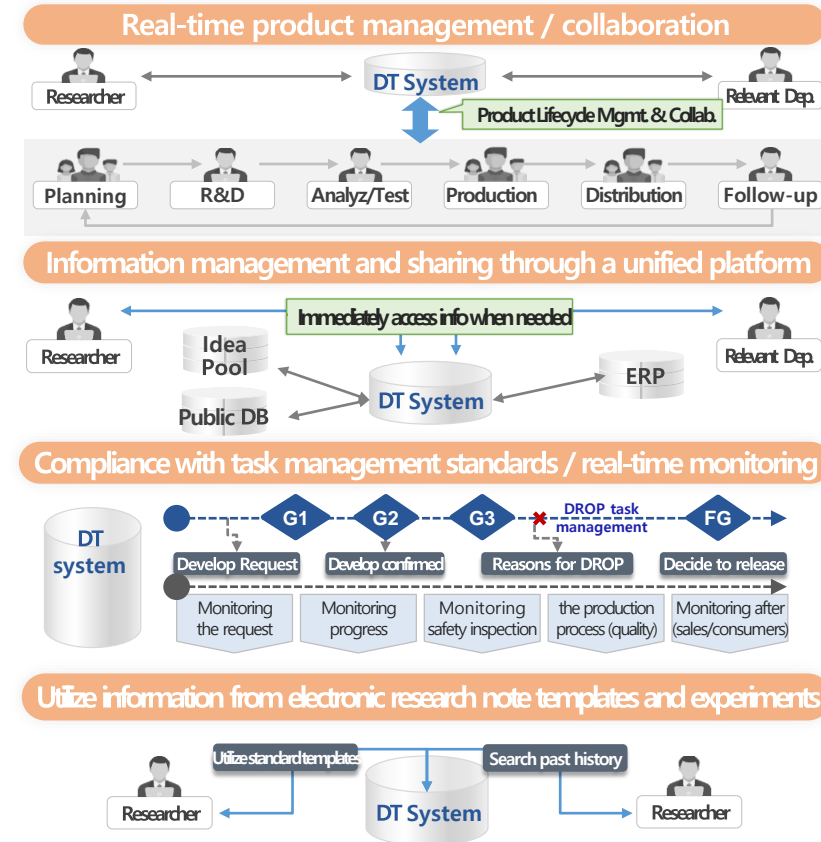 Real-time product management / collaboration
DT System
Researcher
Relevant Dep.
Product Lifecycle Mgmt. & Collab.
Planning
R&D
Analyz/Test
Production
Distribution
Follow-up
Information management and sharing through a unified platform
Immediately access info when needed
Researcher
Relevant Dep.
Idea
Pool
ERP
DT System
Public DB
Compliance with task management standards / real-time monitoring
DT
system
G1
G2
G3
DROP task
management
FG
Develop Request
Develop confirmed
Reasons for DROP
Decide to release
Monitoring
the request
Monitoring
progress
Monitoring
safety inspection
the production
process (quality)
Monitoring after
(sales/consumers)
Utilize information from electronic research note templates and experiments
Utilize standard templates
Search past history
Researcher
DT System
Researcher